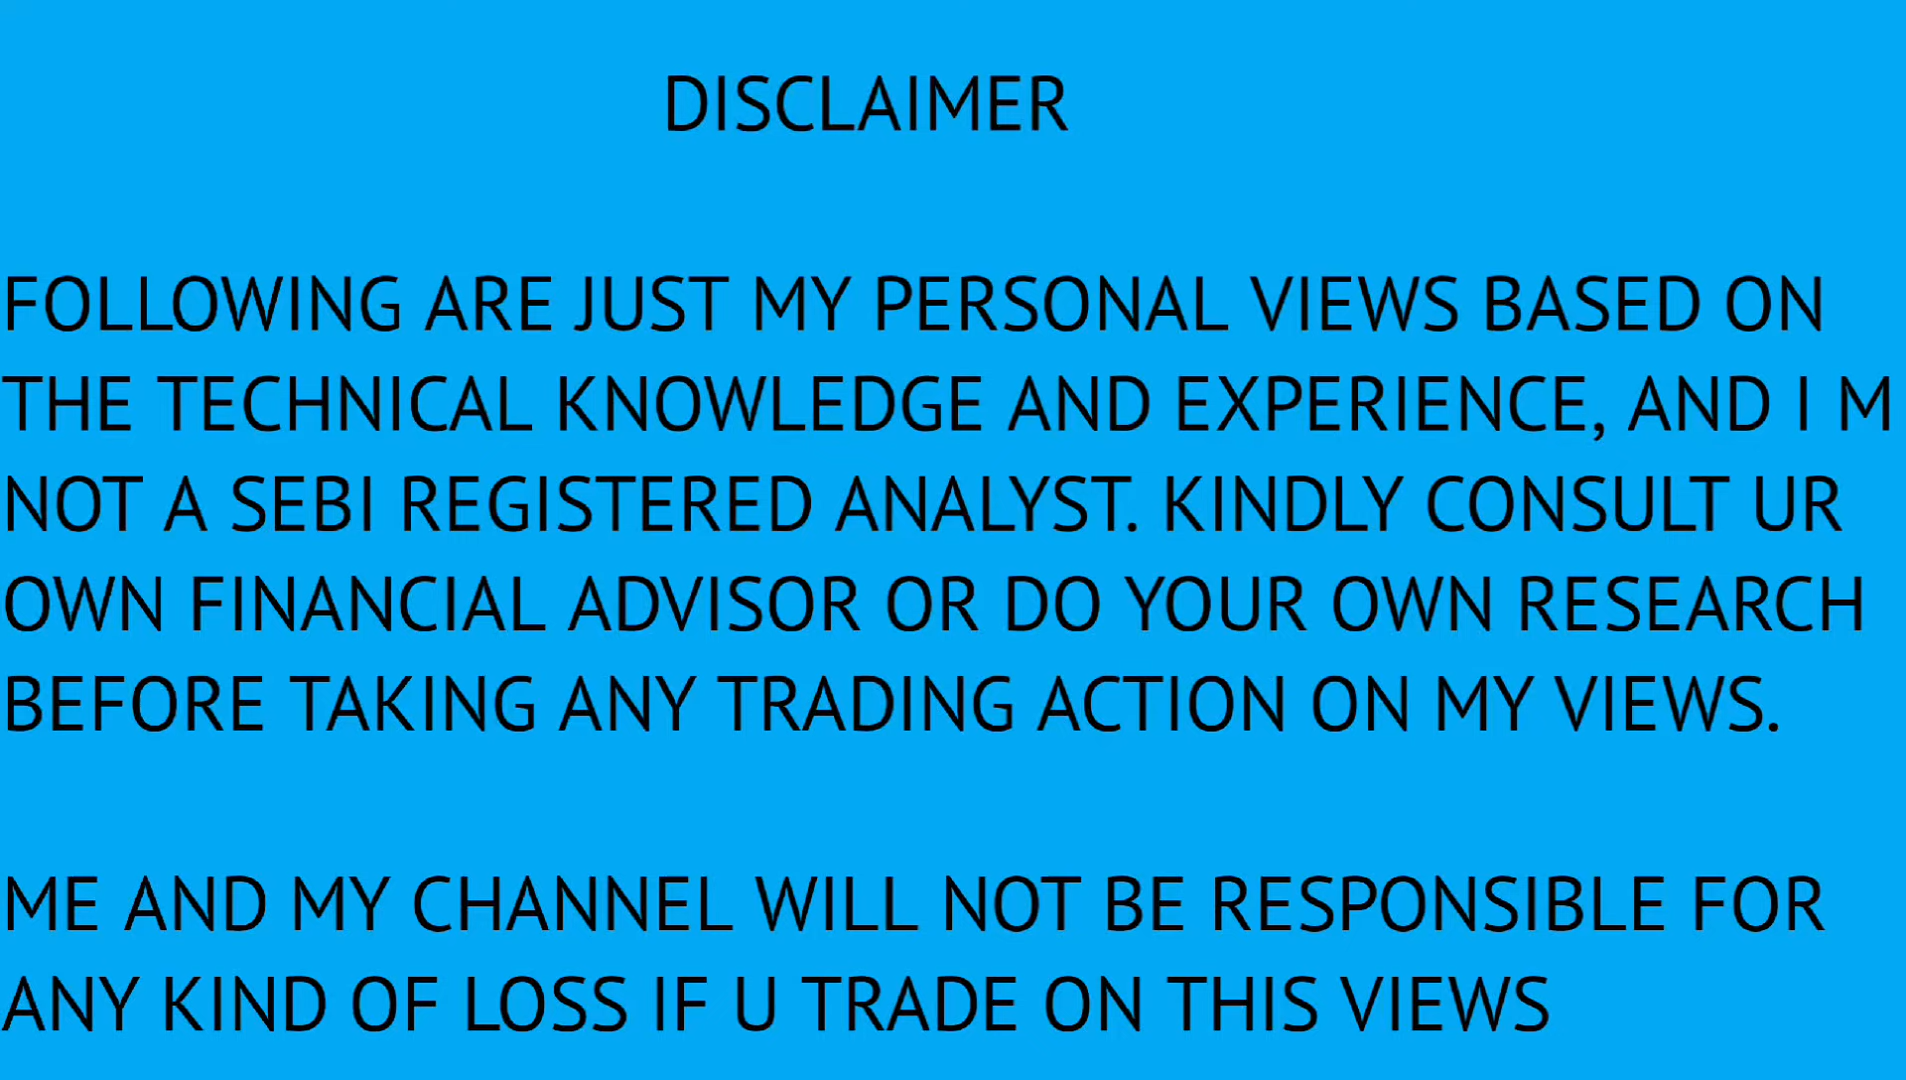 DISCLAIMER
FOLLOWING ARE JUST MY PERSONAL VIEWS BASED ON
THE TECHNICAL KNOWLEDGE AND EXPERIENCE, AND I M
NOT A SEBI REGISTERED ANALYST. KINDLY CONSULT UR
OWN FINANCIAL ADVISOR OR DO YOUR OWN RESEARCH
BEFORE TAKING ANY TRADING ACTION ON MY VIEWS.
ME AND MY CHANNEL WILL NOT BE RESPONSIBLE FOR
ANY KIND OF LOSS IF U TRADE ON THIS VIEWS